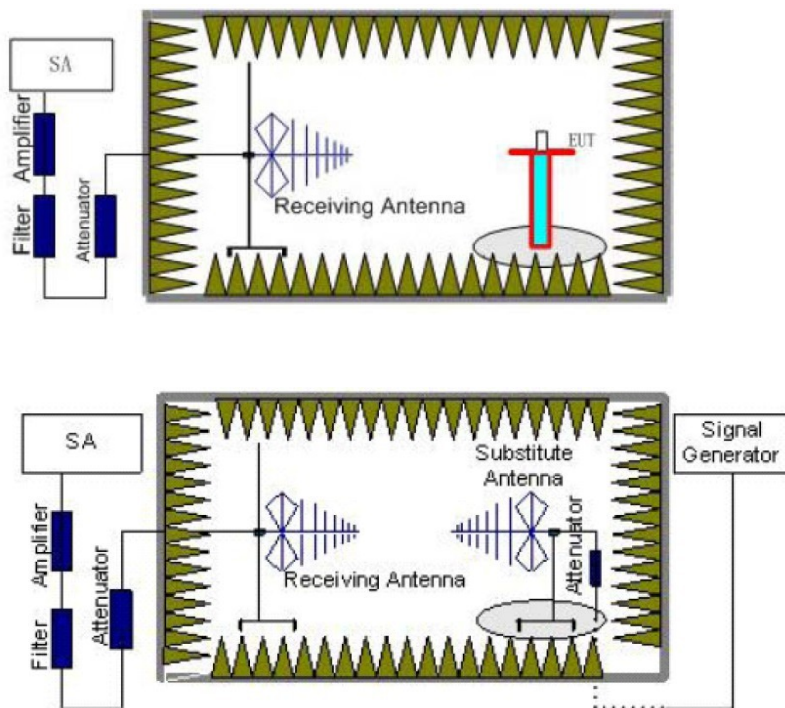 SA
Amplifier
Filter
Attenuator
Receiving Antenna
EUT
SA
Amplifier
Filter
Attenuator
Receiving Antenna
Substitute
Antenna
Attenuator
Signal
Generator